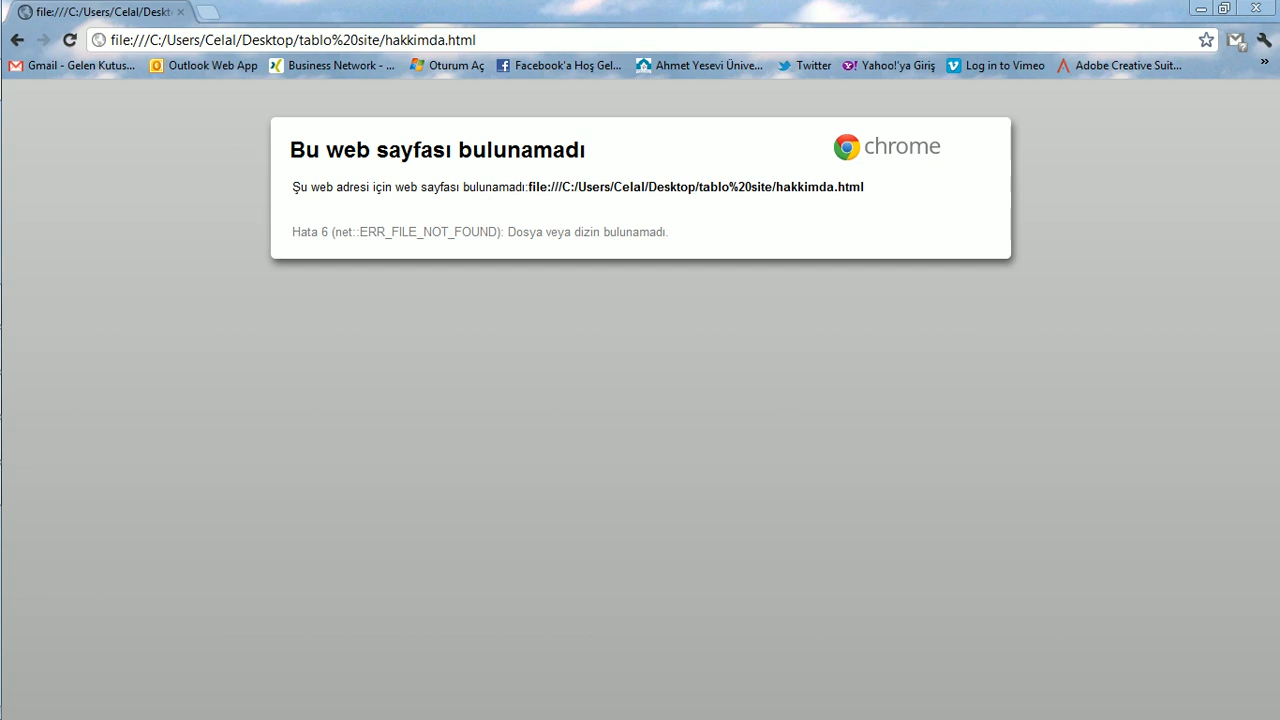 file:///C:/Users/Celal/Deskt
file:///C:/Users/Celal/Desktop/tablo%20site/hakkimda.html
Gmail - Gelen Kutus... Outlook Web App Business Network - ... Oturum Aç Facebook'a Hoş Gel... Ahmet Yesevi Ünive... Twitter Yahoo!'ya Giriş Log in to Vimeo Adobe Creative Suit... »
Bu web sayfası bulunamadı
chrome
Şu web adresi için web sayfası bulunamadı:file:///C:/Users/Celal/Desktop/tablo%20site/hakkimda.html
Hata 6 (net::ERR_FILE_NOT_FOUND): Dosya veya dizin bulunamadı.